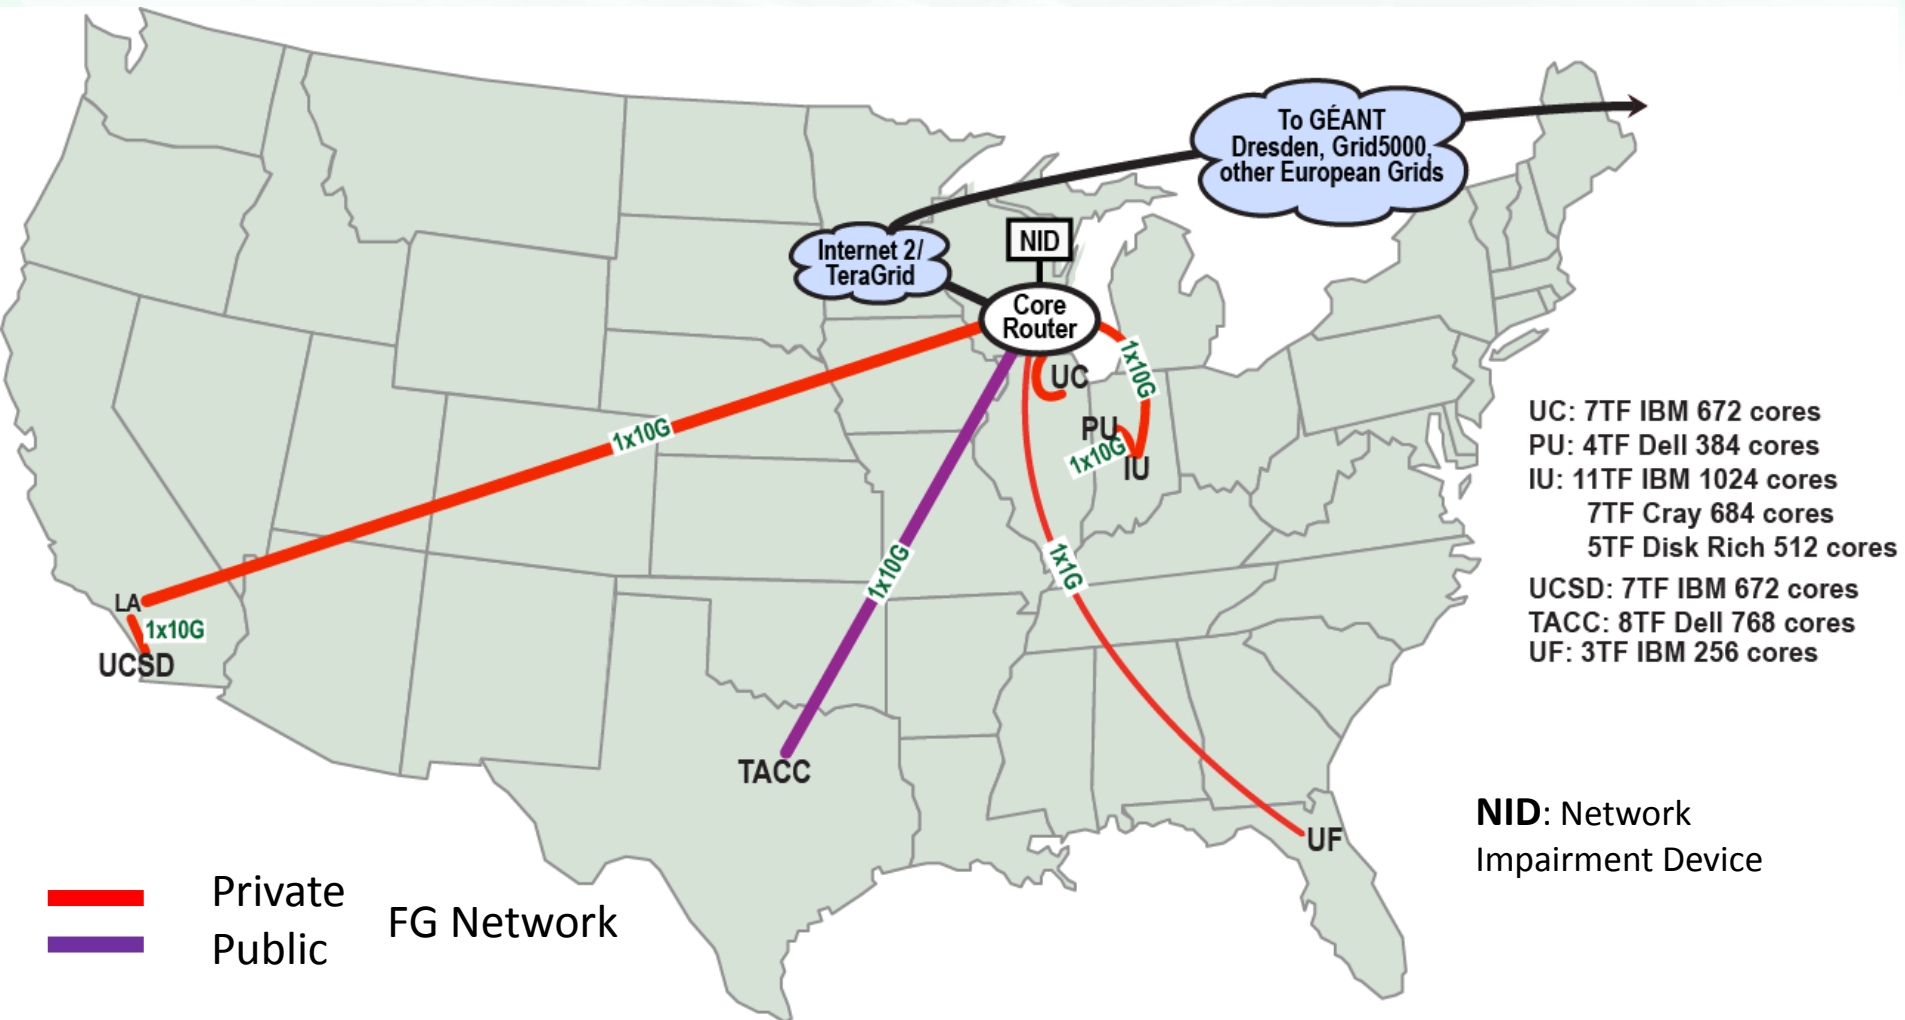 To GÉANT
Dresden, Grid5000,
other European Grids
NID
Internet 2/
TeraGrid
Core
Router
1x10G
UC
1x10G
PU
1x10G
IU
UC: 7TF IBM 672 cores
PU: 4TF Dell 384 cores
IU: 11TF IBM 1024 cores
7TF Cray 684 cores
5TF Disk Rich 512 cores
UCSD: 7TF IBM 672 cores
TACC: 8TF Dell 768 cores
UF: 3TF IBM 256 cores
1x10G
1x1G
LA
1x10G
UCSD
TACC
UF
NID: Network
Impairment Device
Private
Public
FG Network